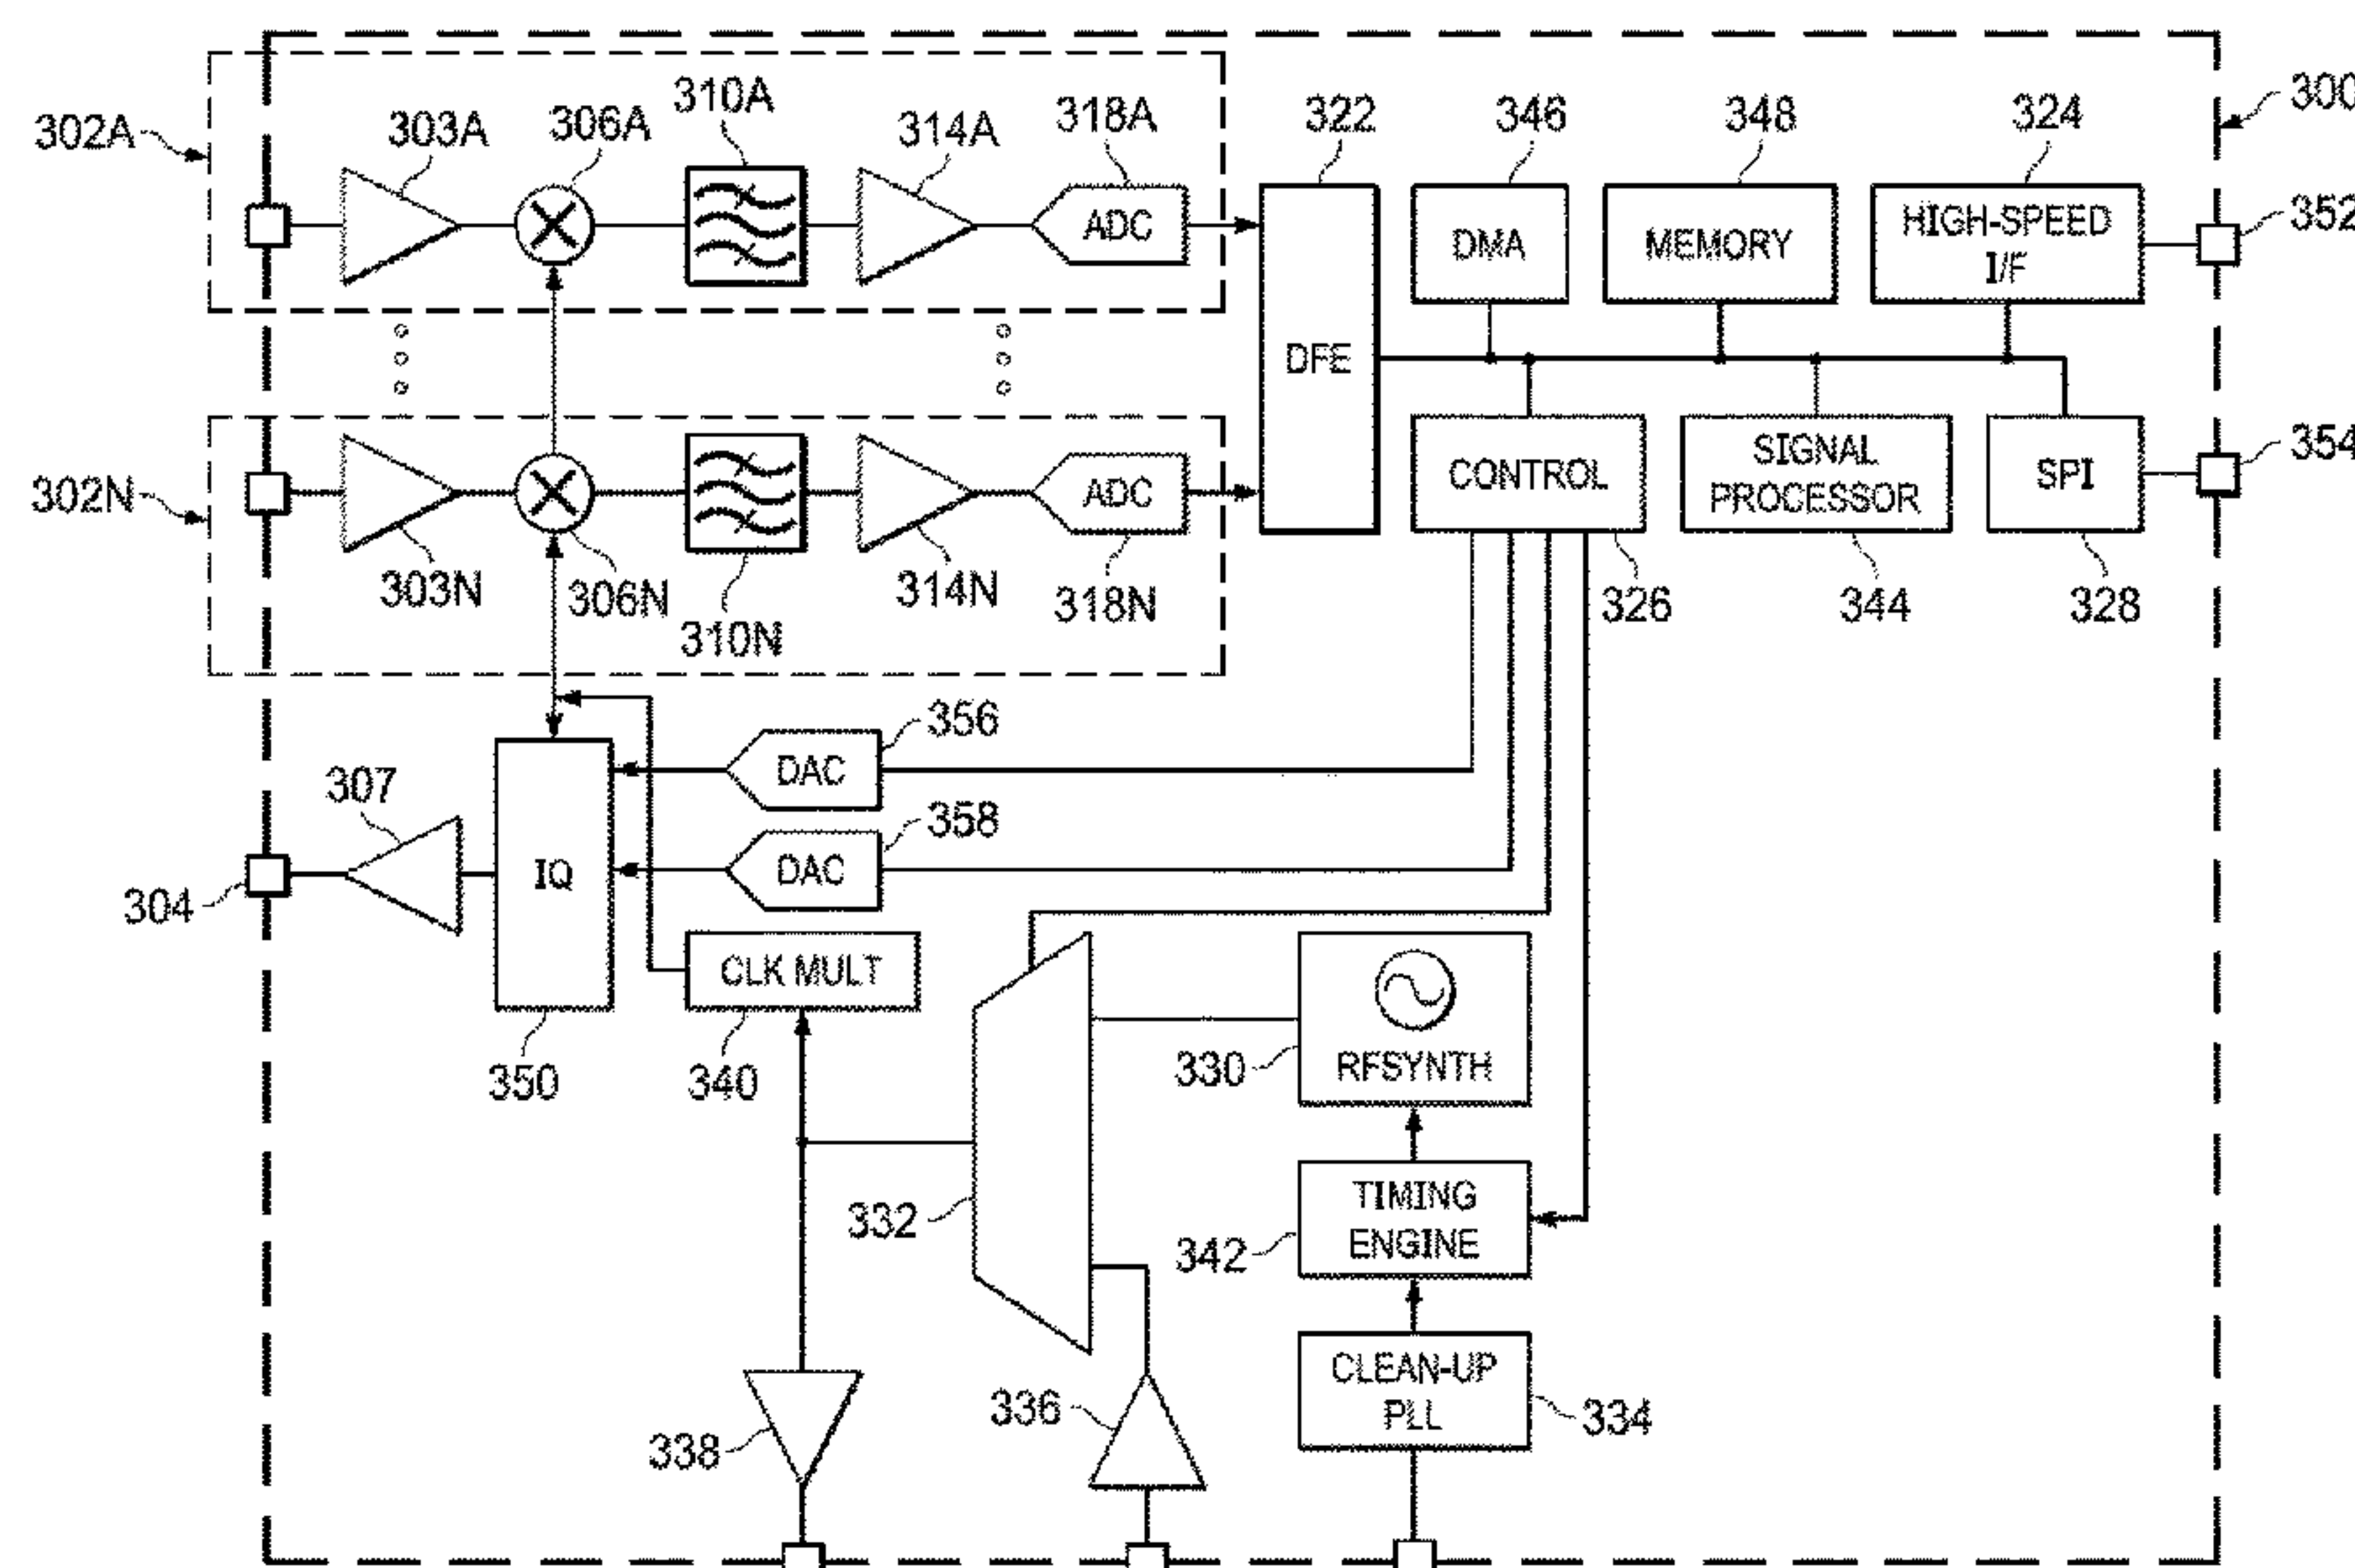 310A
318A
322
346
348
324
300
302A
303A
306A
314A
352
ADC
DMA
MEMORY
HIGH-SPEED
I/F
DFE
302N
ADC
CONTROL
SIGNAL
PROCESSOR
SPI
354
303N
306N
310N
314N
318N
326
344
328
356
DAC
307
358
DAC
IQ
304
CLK MULT
350
340
330
RFSYNTH
332
342
TIMING
ENGINE
CLEAN-UP
PLL
334
336
338